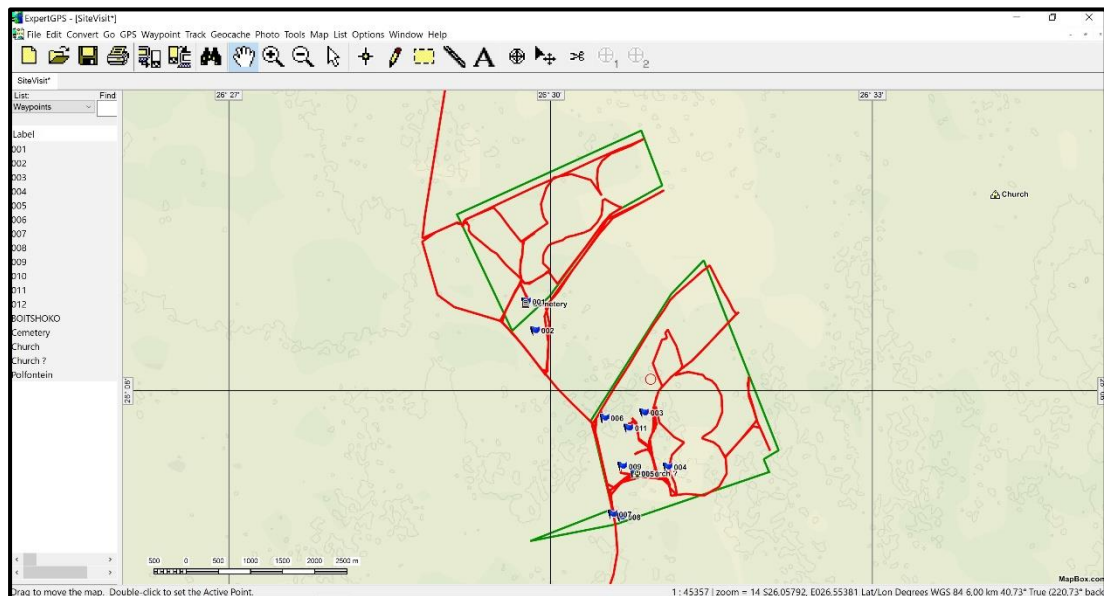 ExpertGPS - [SiteVisit*]
File Edit Convert Go GPS Waypoint Track Geocache Photo Tools Map List Options Window Help
A
1
2
SiteVisit*
List: Find
Waypoints
Label
001
002
003
004
005
006
007
008
009
010
011
012
BOITSHOKO
Cemetery
Church
Church ?
Polfontein
26° 27'
26° 30'
26° 33'
26° 06'
Church
001
002
006
003
011
009
004
007
008
500 0 500 1000 1500 2000 2500 m
MapBox.com
Drag to move the map. Double-click to set the Active Point.
1 : 45357 | zoom = 14 S26.05792, E026.55381 Lat/Lon Degrees WGS 84 6,00 km 40.73° True (220.73° back